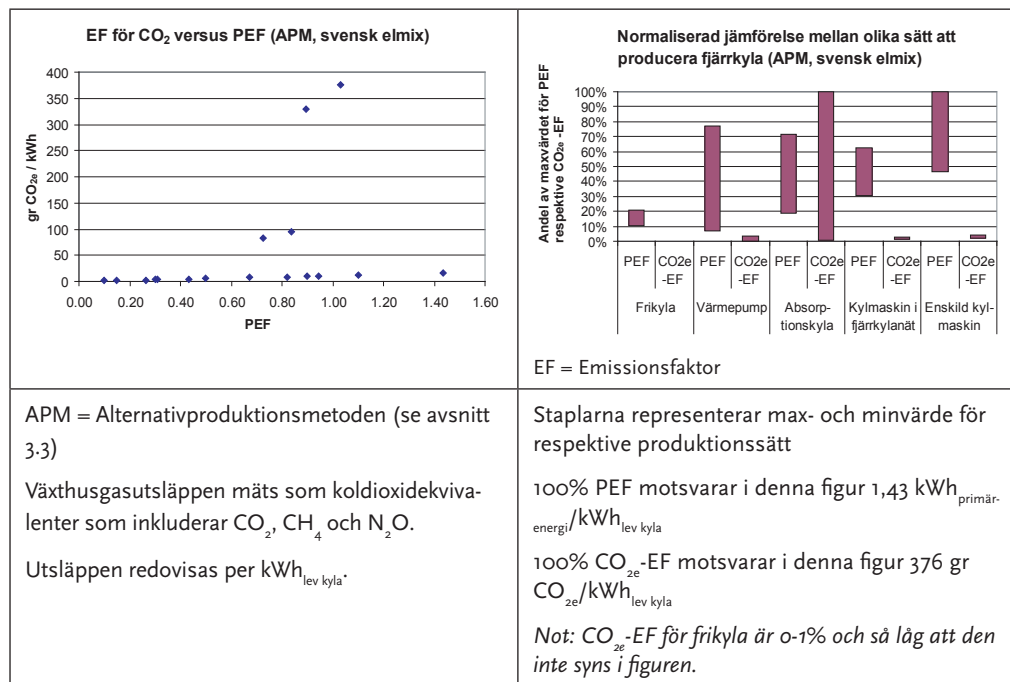 EF för CO₂ versus PEF (APM, svensk elmix)
gr CO₂ₑ / kWh
400
350
300
250
200
150
100
50
0
0.00 0.20 0.40 0.60 0.80 1.00 1.20 1.40 1.60
PEF
Normaliserad jämförelse mellan olika sätt att
producera fjärrkyla (APM, svensk elmix)
Andel av maxvärdet för PEF
respektive CO₂ₑ -EF
100%
90%
80%
70%
60%
50%
40%
30%
20%
10%
0%
PEF CO2e PEF CO2e PEF CO2e PEF CO2e PEF CO2e
-EF -EF -EF -EF -EF
Frikyla Värmepump Absorp- Kylmaskin i Enskild kyl-
tionskyla fjärrkylanät maskin
EF = Emissionsfaktor
APM = Alternativproduktionsmetoden (se avsnitt
3.3)
Växthusgasutsläppen mäts som koldioxidekviva-
lenter som inkluderar CO₂, CH₄ och N₂O.
Utsläppen redovisas per kWh lev kyla.
Staplarna representerar max- och minvärde för
respektive produktionssätt
100% PEF motsvarar i denna figur 1,43 kWh primär-
energi/kWh lev kyla
100% CO₂ₑ-EF motsvarar i denna figur 376 gr
CO₂ₑ/kWh lev kyla
Not: CO₂ₑ-EF för frikyla är 0-1% och så låg att den
inte syns i figuren.